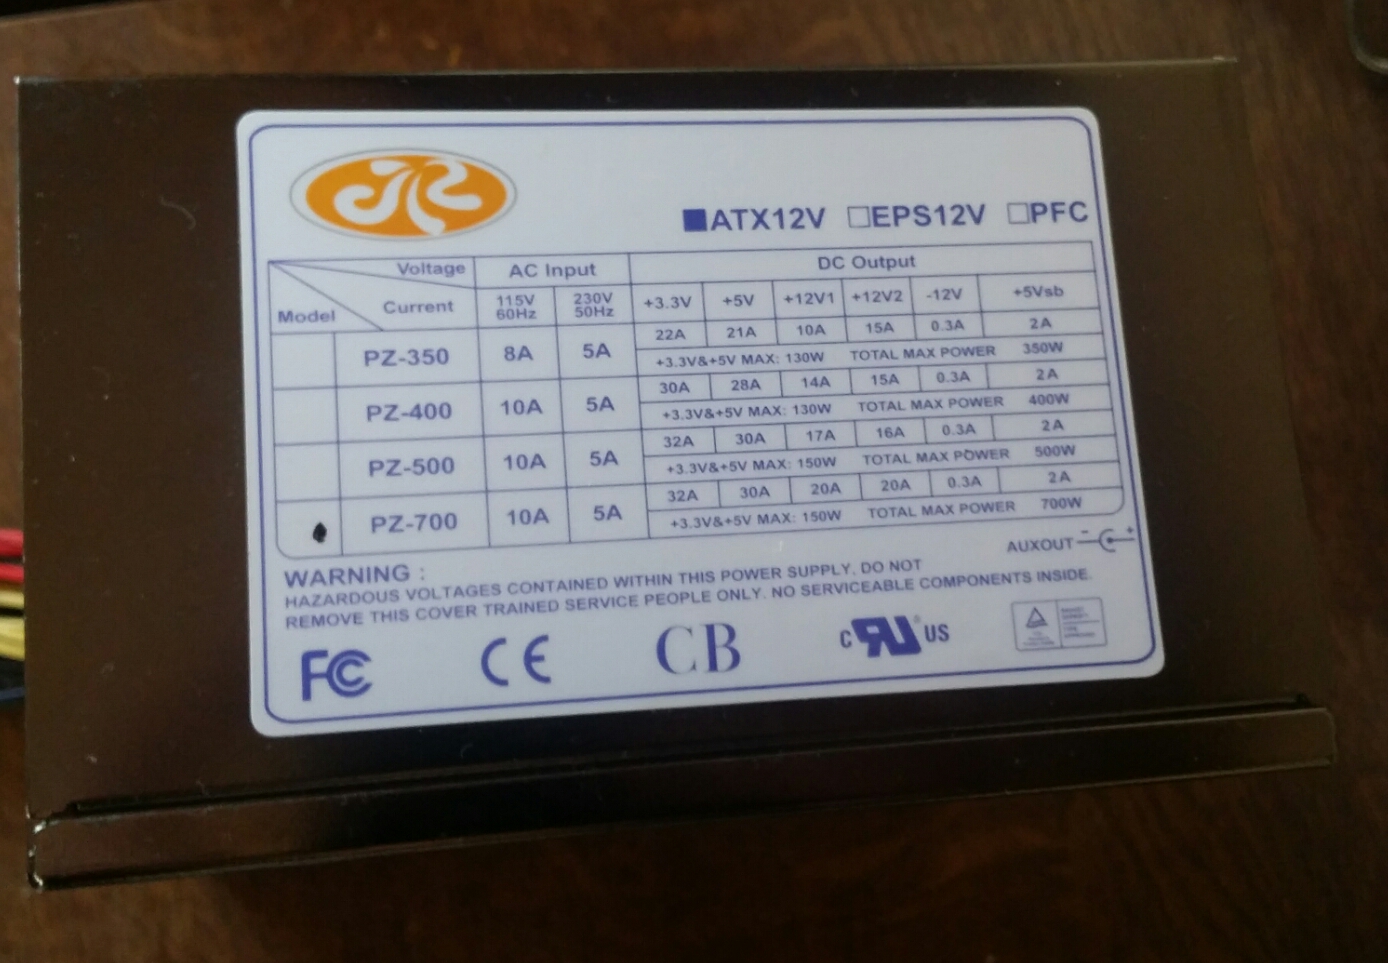 ■ATX12V □EPS12V □PFC
Voltage AC Input DC Output
Model Current 115V 60Hz 230V 50Hz +3.3V +5V +12V1 +12V2 -12V +5Vsb
PZ-350 8A 5A 22A 21A 10A 15A 0.3A 2A
+3.3V&+5V MAX: 130W TOTAL MAX POWER 350W
PZ-400 10A 5A 30A 28A 14A 15A 0.3A 2A
+3.3V&+5V MAX: 130W TOTAL MAX POWER 400W
PZ-500 10A 5A 32A 30A 17A 16A 0.3A 2A
+3.3V&+5V MAX: 150W TOTAL MAX POWER 500W
PZ-700 10A 5A 32A 30A 20A 20A 0.3A 2A
+3.3V&+5V MAX: 150W TOTAL MAX POWER 700W
AUXOUT - +
WARNING :
HAZARDOUS VOLTAGES CONTAINED WITHIN THIS POWER SUPPLY. DO NOT
REMOVE THIS COVER TRAINED SERVICE PEOPLE ONLY. NO SERVICEABLE COMPONENTS INSIDE.
FC CE CB c RU US